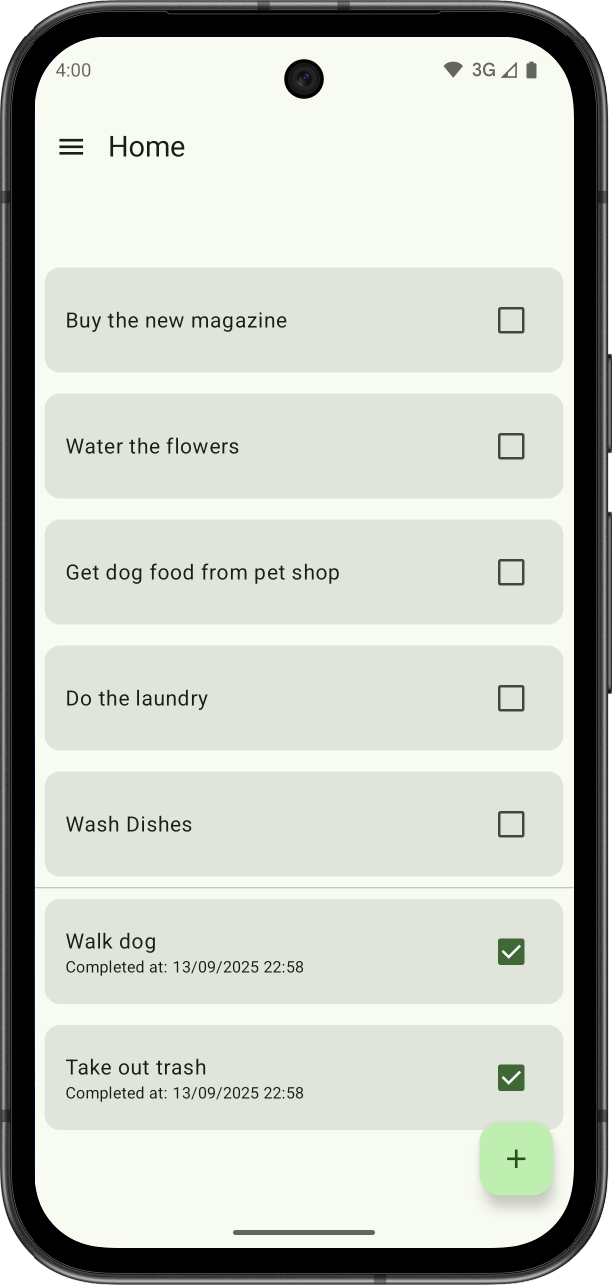 4:00
3G
Home
Buy the new magazine
Water the flowers
Get dog food from pet shop
Do the laundry
Wash Dishes
Walk dog
Completed at: 13/09/2025 22:58
Take out trash
Completed at: 13/09/2025 22:58